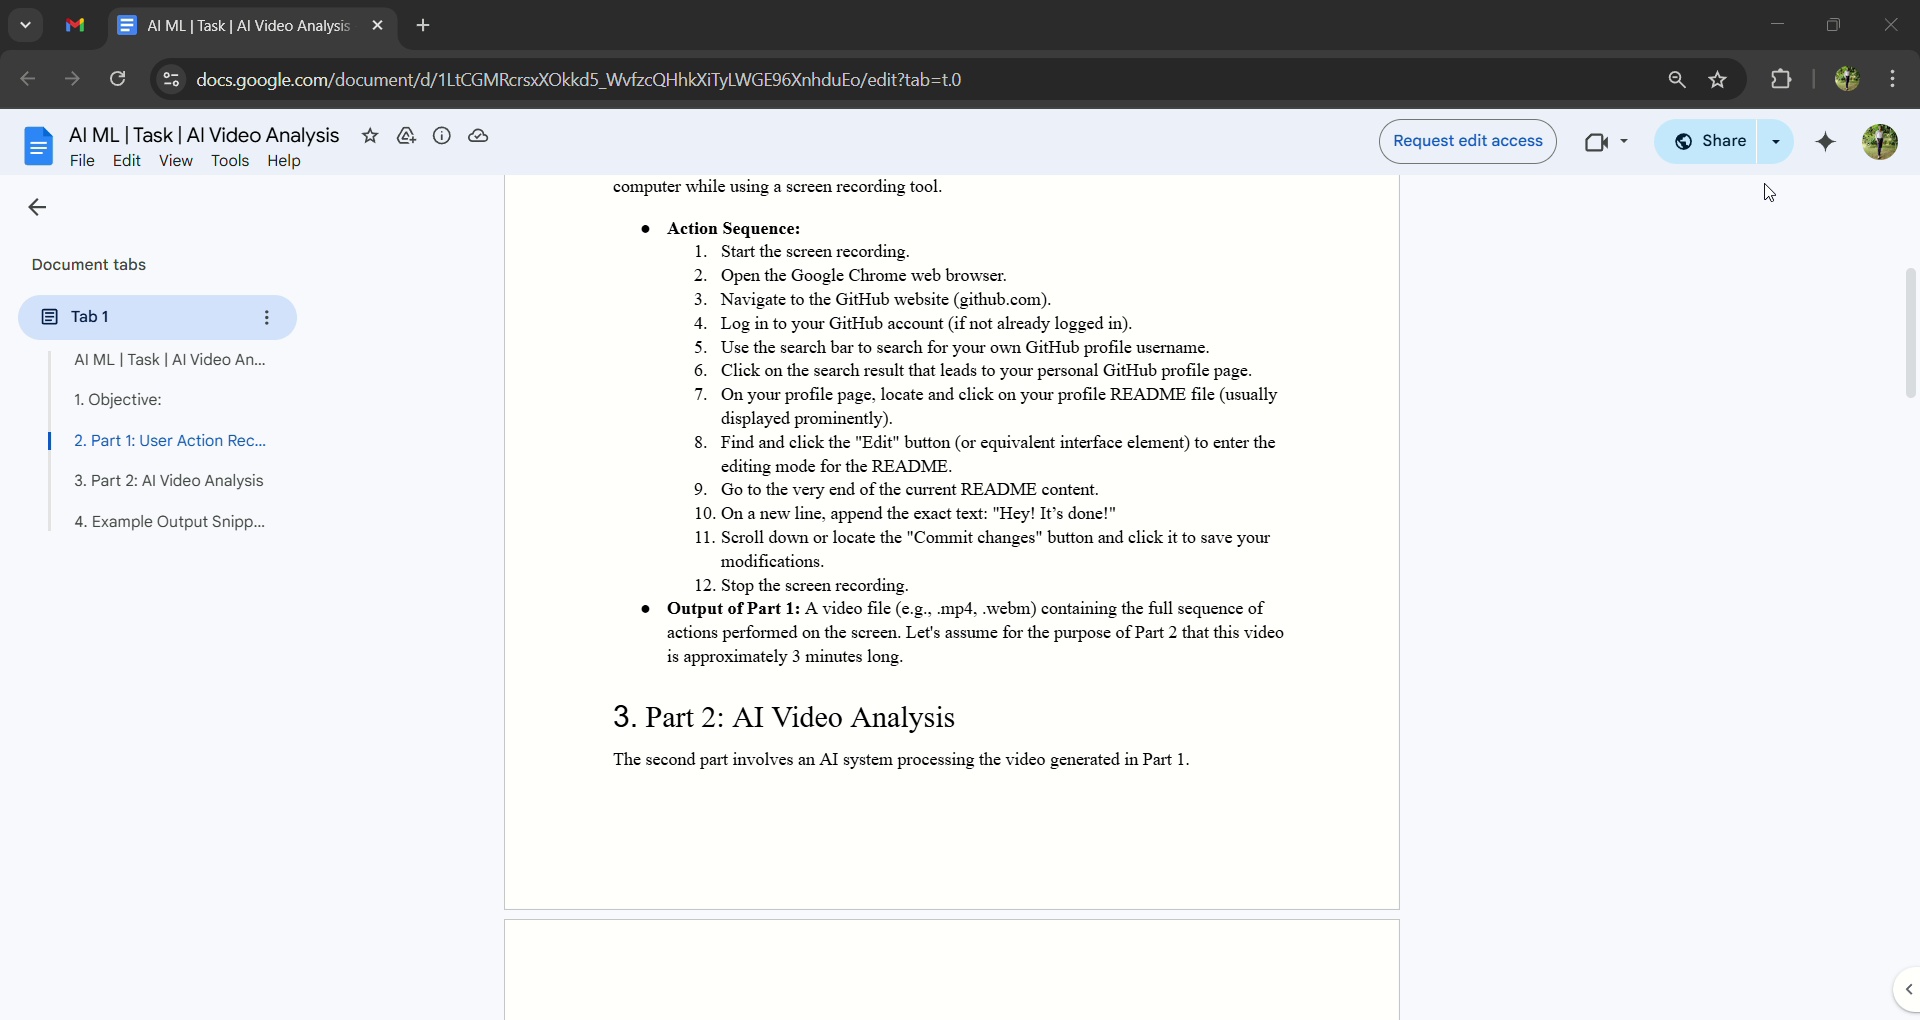 AI ML | Task | AI Video Analysis
docs.google.com/document/d/1LtCGMRcrsxXOkkd5_WvfzcQHhkXiTyLWGE96XnhduEo/edit?tab=t.0
AI ML | Task | AI Video Analysis
File Edit View Tools Help
Request edit access
Share
Document tabs
Tab 1
AI ML | Task | AI Video An...
1. Objective:
2. Part 1: User Action Rec...
3. Part 2: AI Video Analysis
4. Example Output Snipp...
computer while using a screen recording tool.
● Action Sequence:
1. Start the screen recording.
2. Open the Google Chrome web browser.
3. Navigate to the GitHub website (github.com).
4. Log in to your GitHub account (if not already logged in).
5. Use the search bar to search for your own GitHub profile username.
6. Click on the search result that leads to your personal GitHub profile page.
7. On your profile page, locate and click on your profile README file (usually
displayed prominently).
8. Find and click the "Edit" button (or equivalent interface element) to enter the
editing mode for the README.
9. Go to the very end of the current README content.
10. On a new line, append the exact text: "Hey! It’s done!"
11. Scroll down or locate the "Commit changes" button and click it to save your
modifications.
12. Stop the screen recording.
● Output of Part 1: A video file (e.g., .mp4, .webm) containing the full sequence of
actions performed on the screen. Let's assume for the purpose of Part 2 that this video
is approximately 3 minutes long.
3. Part 2: AI Video Analysis
The second part involves an AI system processing the video generated in Part 1.